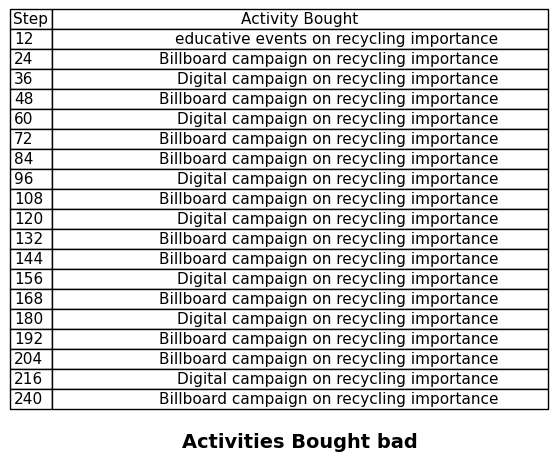 Step Activity Bought
12 educative events on recycling importance
24 Billboard campaign on recycling importance
36 Digital campaign on recycling importance
48 Billboard campaign on recycling importance
60 Digital campaign on recycling importance
72 Billboard campaign on recycling importance
84 Billboard campaign on recycling importance
96 Digital campaign on recycling importance
108 Billboard campaign on recycling importance
120 Digital campaign on recycling importance
132 Billboard campaign on recycling importance
144 Billboard campaign on recycling importance
156 Digital campaign on recycling importance
168 Billboard campaign on recycling importance
180 Digital campaign on recycling importance
192 Billboard campaign on recycling importance
204 Billboard campaign on recycling importance
216 Digital campaign on recycling importance
240 Billboard campaign on recycling importance
Activities Bought bad